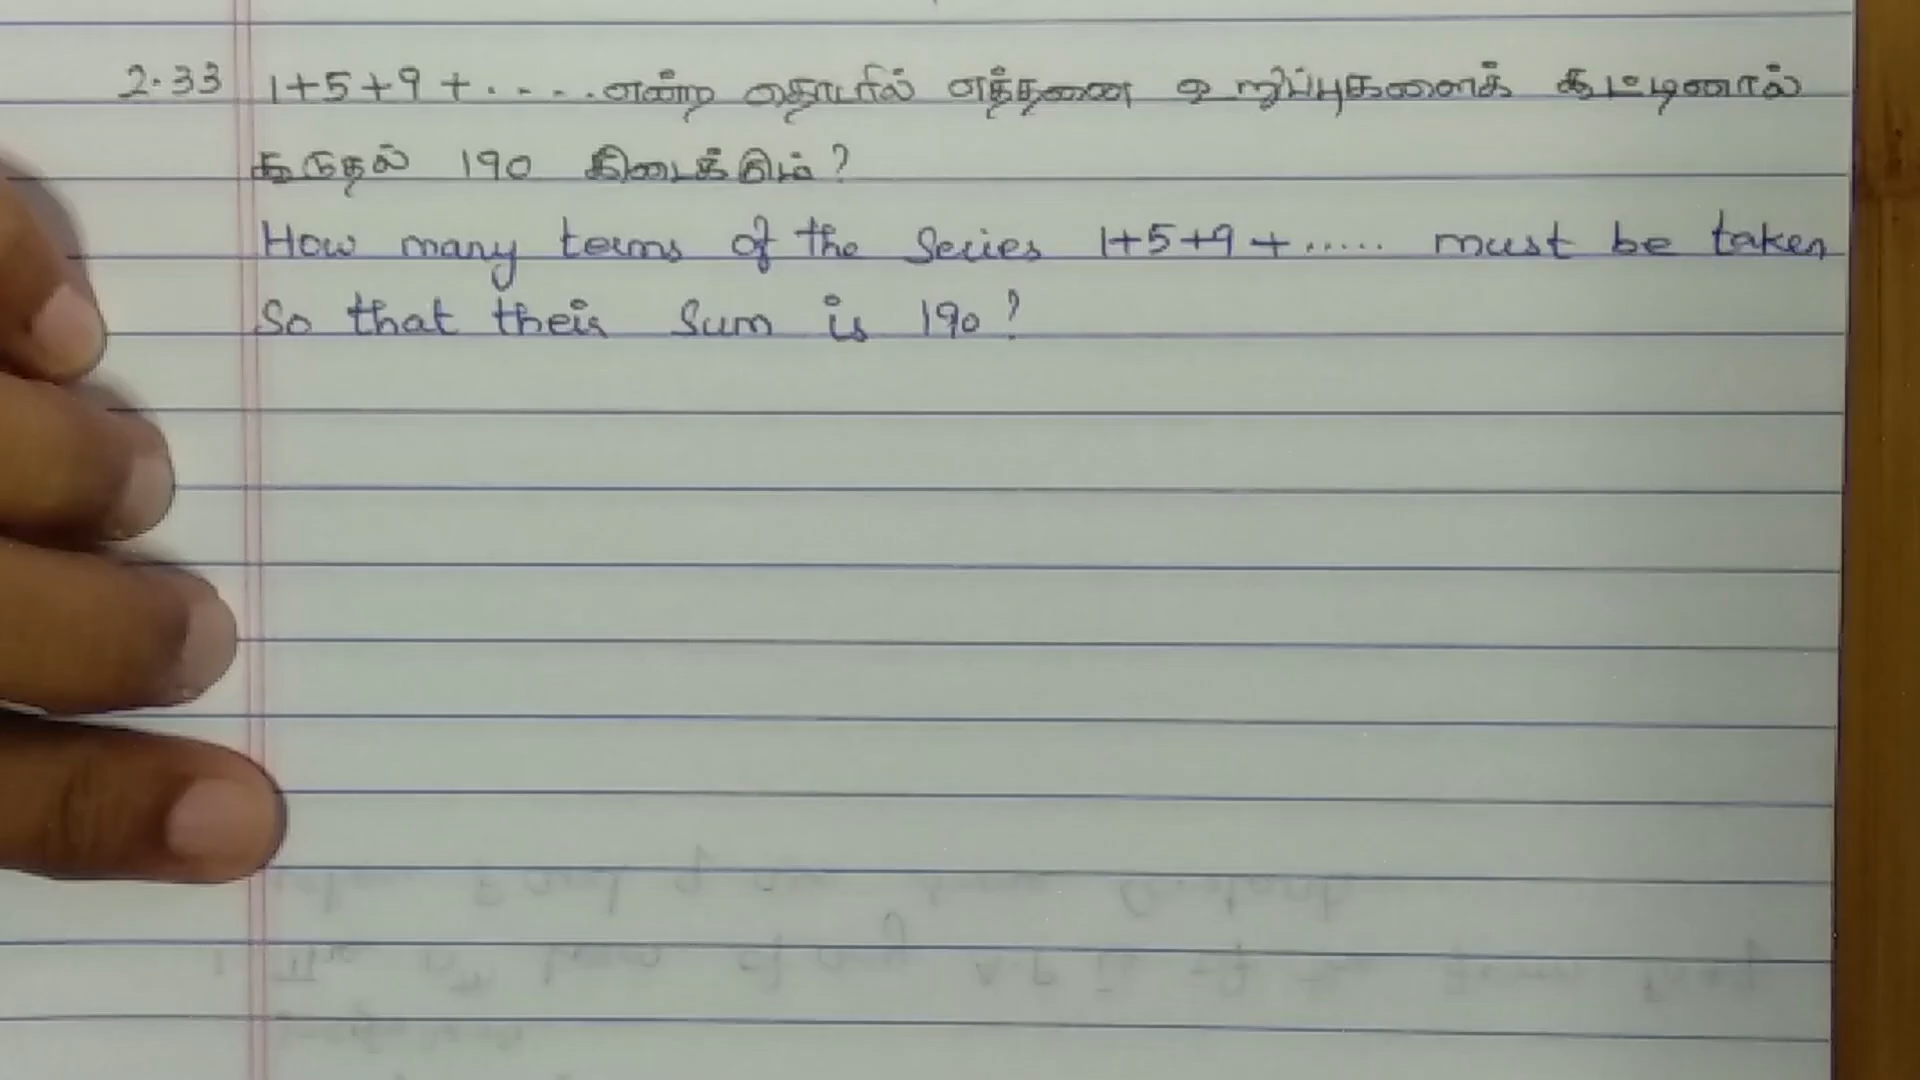 2.33 1+5+9+.....என்ற தொடரில் எத்தனை உறுப்புகளைக் கூட்டினால்
கூடுதல் 190 கிடைக்கும்?
How many terms of the Series 1+5+9+...... must be taken
So that their Sum is 190?